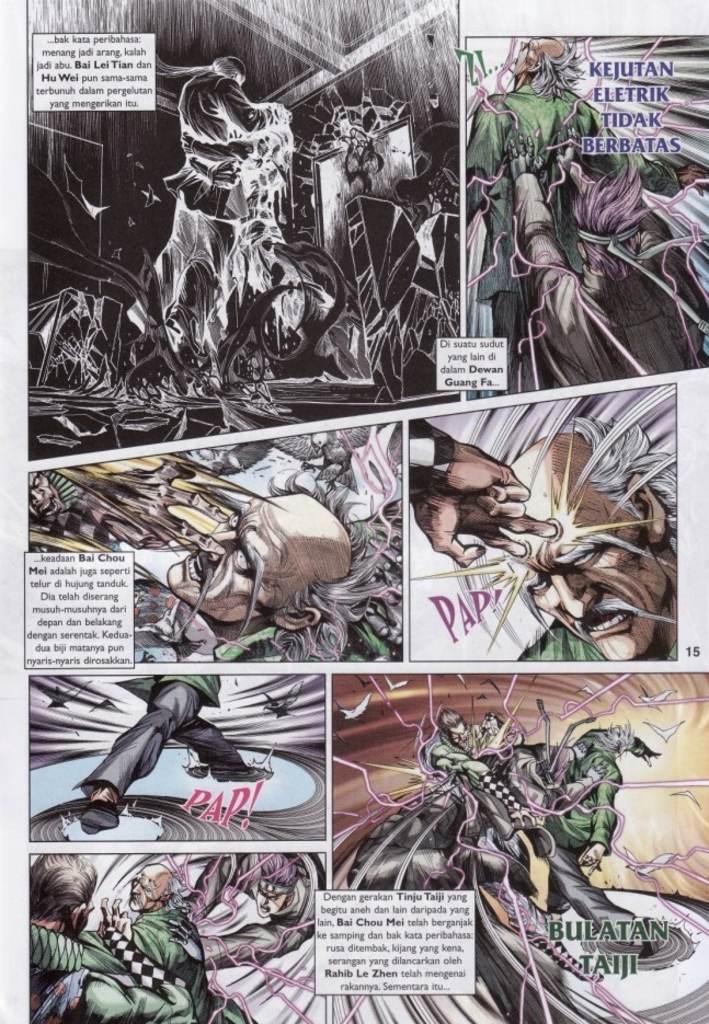 ...bak kata peribahasa:
menang jadi arang, kalah
jadi abu. Bai Lei Tian dan
Hu Wei pun sama-sama
terbunuh dalam pergelutan
yang mengerikan itu.
ZI....
KEJUTAN
ELETRIK
TIDAK
BERBATAS
Di suatu sudut
yang lain di
dalam Dewan
Guang Fa...
...keadaan Bai Chou
Mei adalah juga seperti
telur di hujung tanduk.
Dia telah diserang
musuh-musuhnya dari
depan dan belakang
dengan serentak. Kedua-
dua biji matanya pun
nyaris-nyaris dirosakkan.
PAP!
15
PAP!
Dengan gerakan Tinju Taiji yang
begitu aneh dan lain daripada yang
lain, Bai Chou Mei telah berganjak
ke samping dan bak kata peribahasa:
rusa ditembak, kijang yang kena,
serangan yang dilancarkan oleh
Rahib Le Zhen telah mengenai
rakannya. Sementara itu...
BULATAN
TAIJI